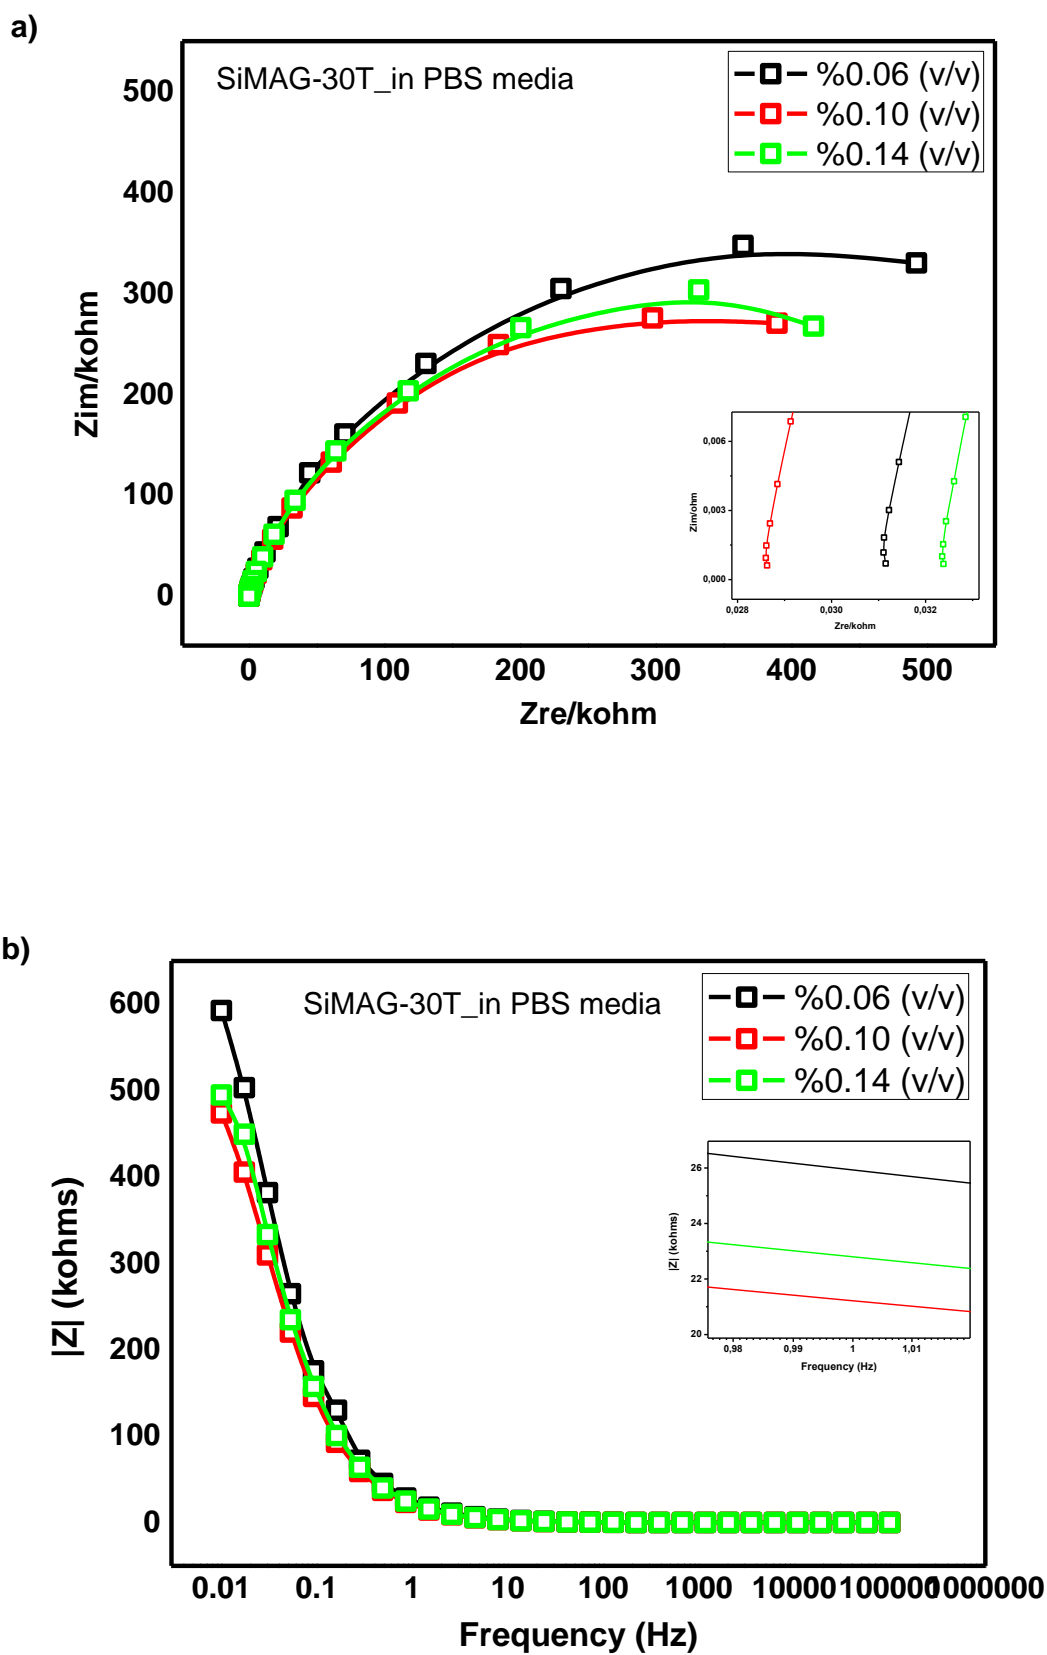 a)
SiMAG-30T_in PBS media
%0.06 (v/v)
%0.10 (v/v)
%0.14 (v/v)
500
400
300
200
100
0
Zim/kohm
0 100 200 300 400 500
Zre/kohm
0,006
0,003
0,000
Zim/ohm
0,028 0,030 0,032
Zre/kohm
b)
SiMAG-30T_in PBS media
%0.06 (v/v)
%0.10 (v/v)
%0.14 (v/v)
600
500
400
300
200
100
0
|Z| (kohms)
0.01 0.1 1 10 100 1000 10000 100000 1000000
Frequency (Hz)
26
24
22
20
|Z| (kohms)
0,98 0,99 1 1,01
Frequency (Hz)